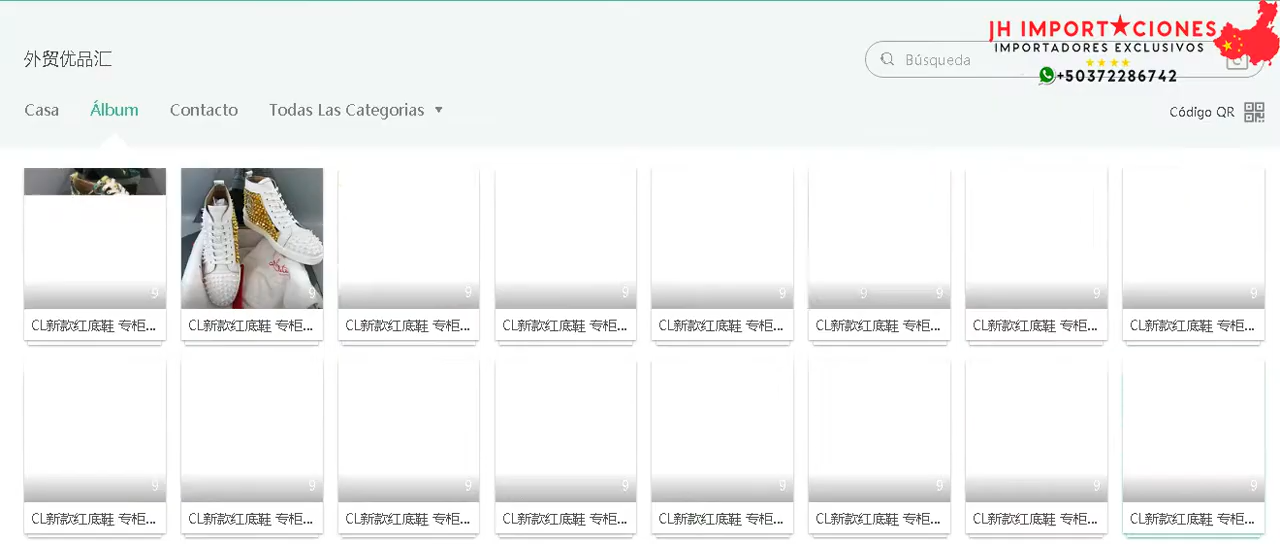 JH IMPORT★CIONES
IMPORTADORES EXCLUSIVOS
外贸优品汇
Búsqueda
+50372286742
Casa
Álbum
Contacto
Todas Las Categorias
Código QR
9
9
9
9
9
9
9
9
9
CL新款红底鞋 专柜...
CL新款红底鞋 专柜...
CL新款红底鞋 专柜...
CL新款红底鞋 专柜...
CL新款红底鞋 专柜...
CL新款红底鞋 专柜...
CL新款红底鞋 专柜...
CL新款红底鞋 专柜...
9
9
9
9
9
9
9
9
CL新款红底鞋 专柜...
CL新款红底鞋 专柜...
CL新款红底鞋 专柜...
CL新款红底鞋 专柜...
CL新款红底鞋 专柜...
CL新款红底鞋 专柜...
CL新款红底鞋 专柜...
CL新款红底鞋 专柜...